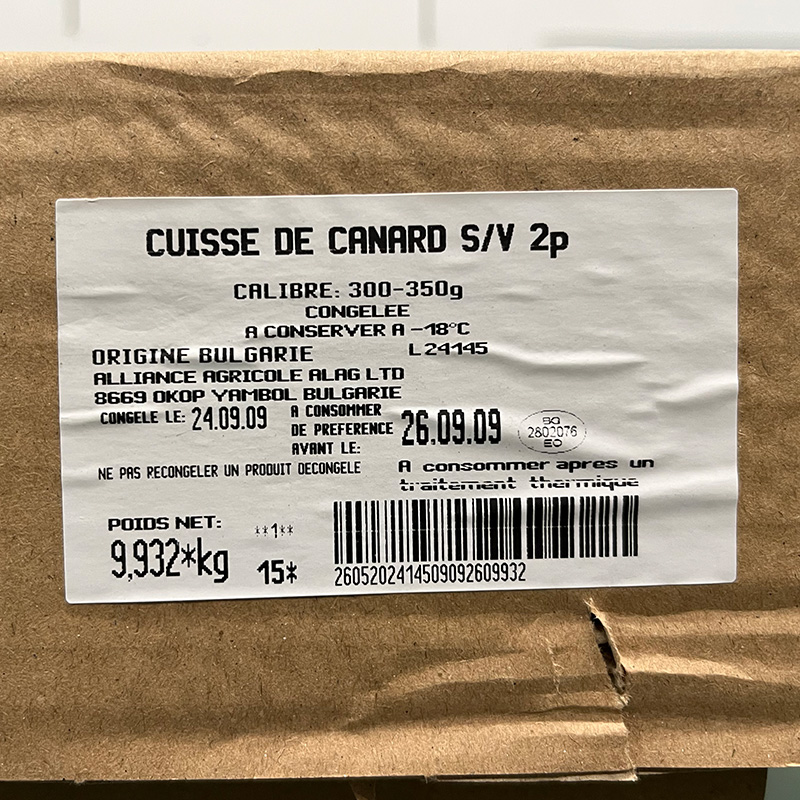 CUISSE DE CANARD S/V 2p
CALIBRE: 300-350g
CONGELEE
A CONSERVER A -18°C
ORIGINE BULGARIE L24145
ALLIANCE AGRICOLE ALAG LTD
8669 OKOP YAMBOL BULGARIE
CONGELE LE: 24.09.09
A CONSOMMER
DE PREFERENCE
AVANT LE:
26.09.09
BG
2802076
EO
NE PAS RECONGELER UN PRODUIT DECONGELE
A consommer apres un
traitement thermique
POIDS NET:
9,932*kg
**1**
15*
26052024145090926099​32